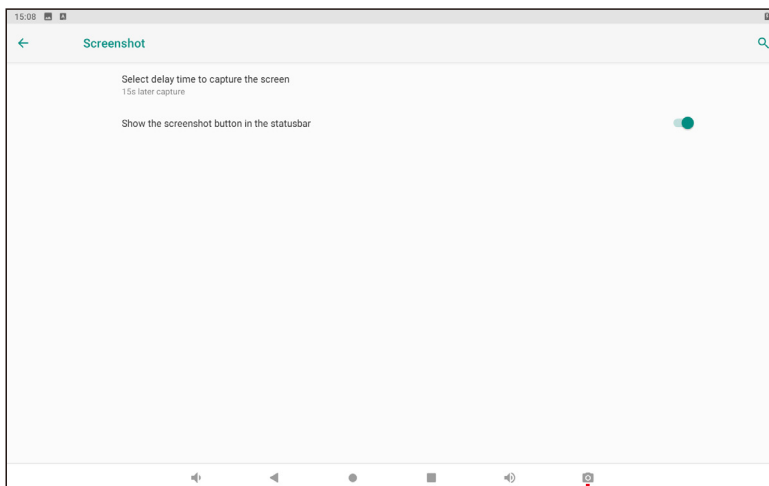 15:08
Screenshot
Select delay time to capture the screen
15s later capture
Show the screenshot button in the statusbar